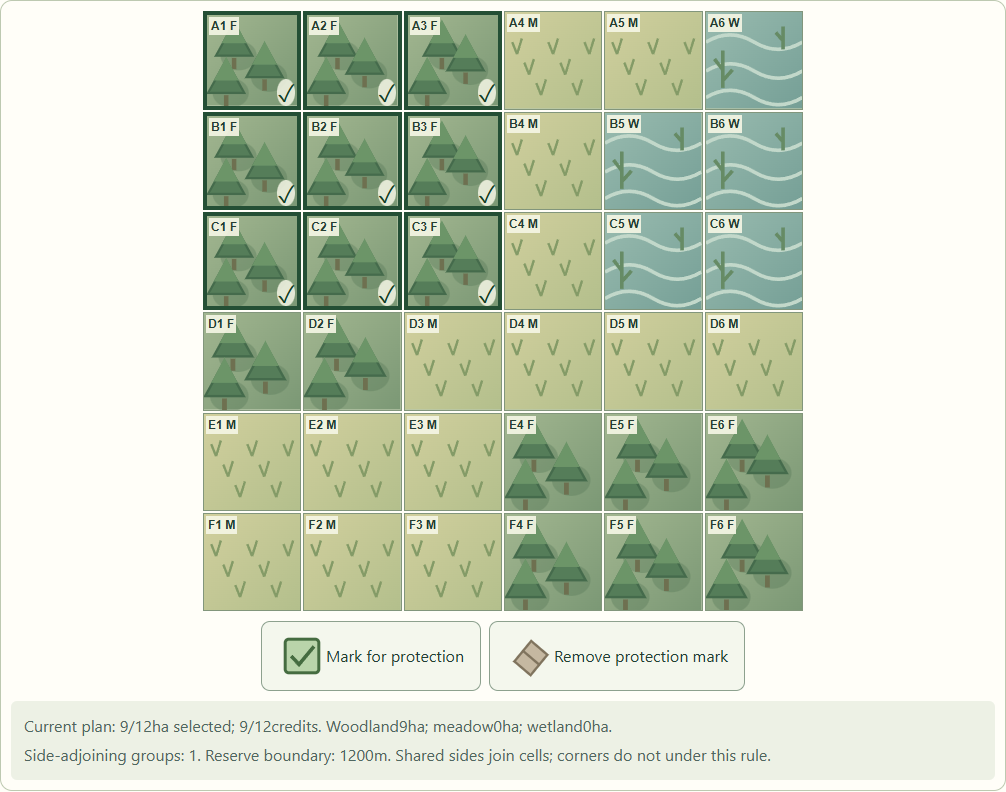 A1 F A2 F A3 F A4 M A5 M A6 W
B1 F B2 F B3 F B4 M B5 W B6 W
C1 F C2 F C3 F C4 M C5 W C6 W
D1 F D2 F D3 M D4 M D5 M D6 M
E1 M E2 M E3 M E4 F E5 F E6 F
F1 M F2 M F3 M F4 F F5 F F6 F
Mark for protection Remove protection mark
Current plan: 9/12ha selected; 9/12credits. Woodland9ha; meadow0ha; wetland0ha.
Side-adjoining groups: 1. Reserve boundary: 1200m. Shared sides join cells; corners do not under this rule.